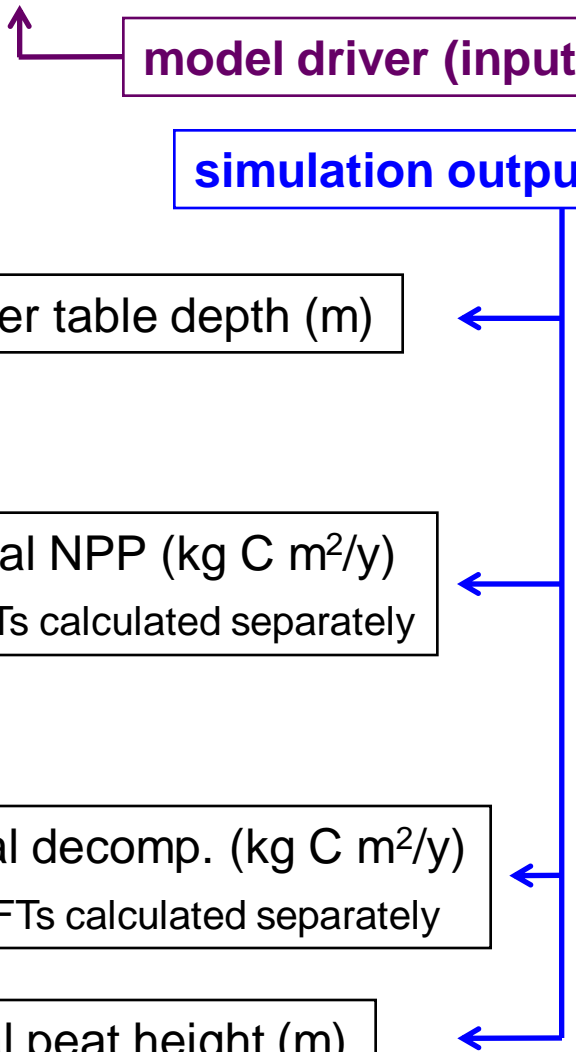 model driver (input
simulation outpu
er table depth (m)
al NPP (kg C m²/y)
Ts calculated separately
al decomp. (kg C m²/y)
FTs calculated separately
l peat height (m)